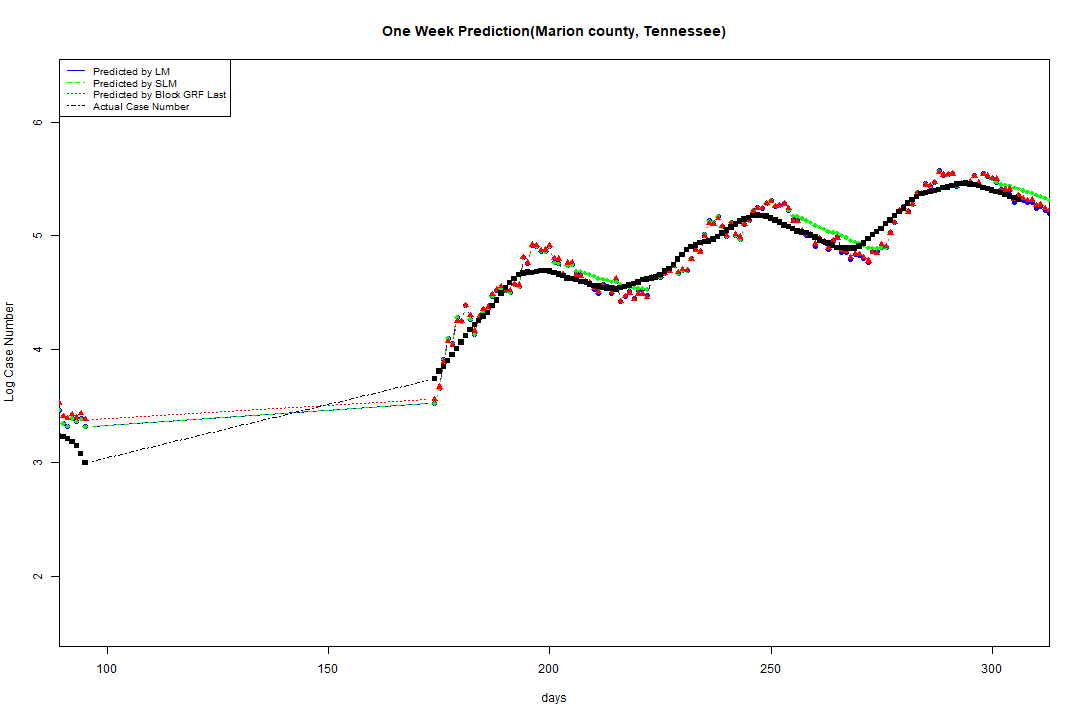 One Week Prediction(Marion county, Tennessee)
Predicted by LM
Predicted by SLM
Predicted by Block GRF Last
Actual Case Number
6
5
4
3
2
Log Case Number
100 150 200 250 300
days